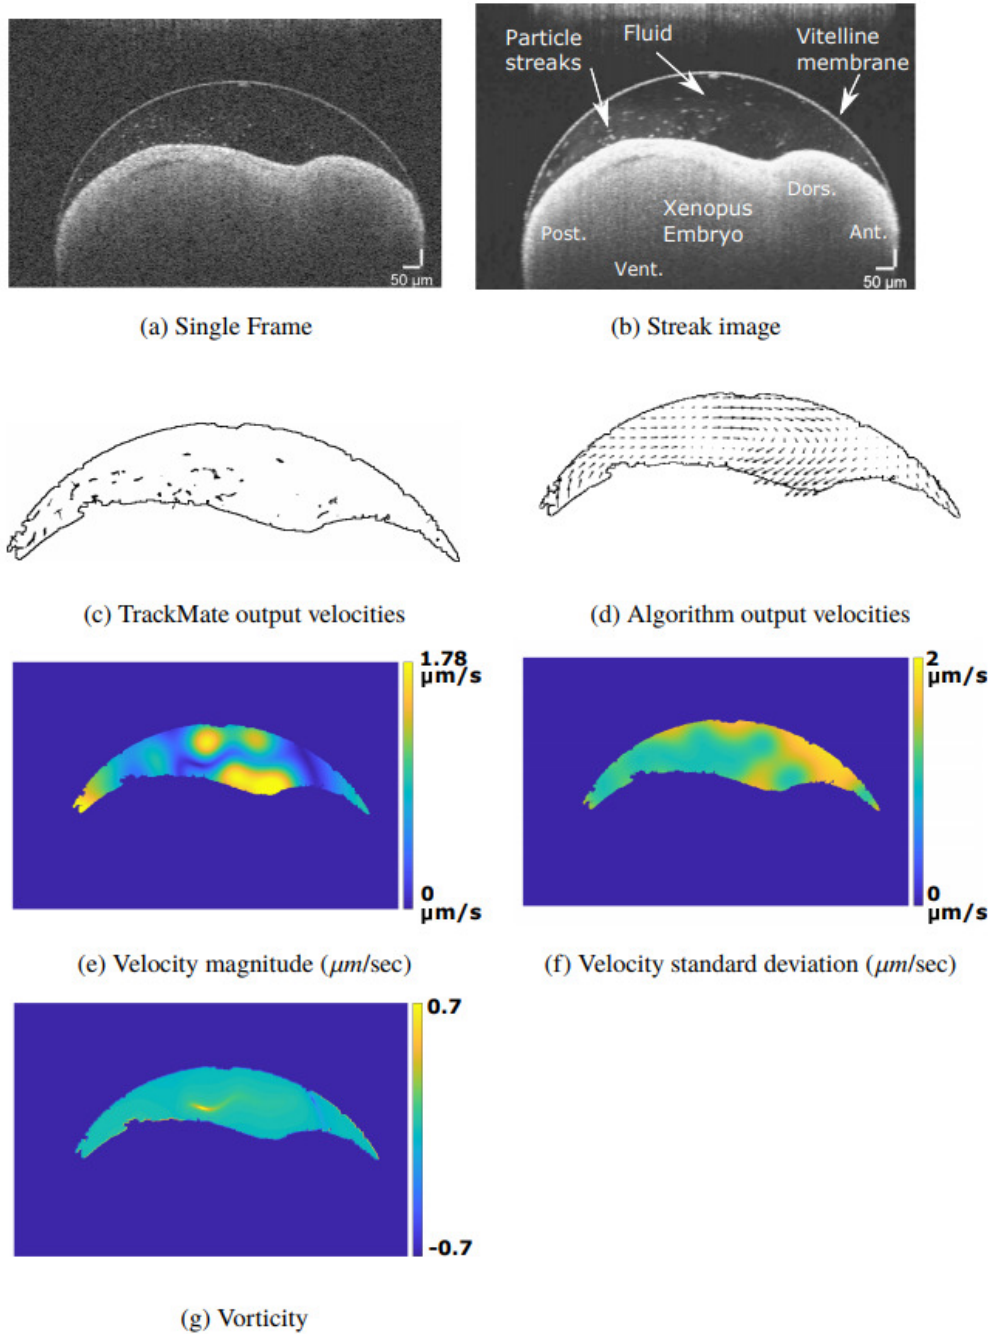 Particle
streaks
Fluid
Vitelline
membrane
Dors.
Xenopus
Embryo
Post.
Ant.
Vent.
50 µm
50 µm
(a) Single Frame
(b) Streak image
(c) TrackMate output velocities
(d) Algorithm output velocities
1.78
µm/s
0
µm/s
2
µm/s
0
µm/s
(e) Velocity magnitude (µm/sec)
(f) Velocity standard deviation (µm/sec)
0.7
-0.7
(g) Vorticity